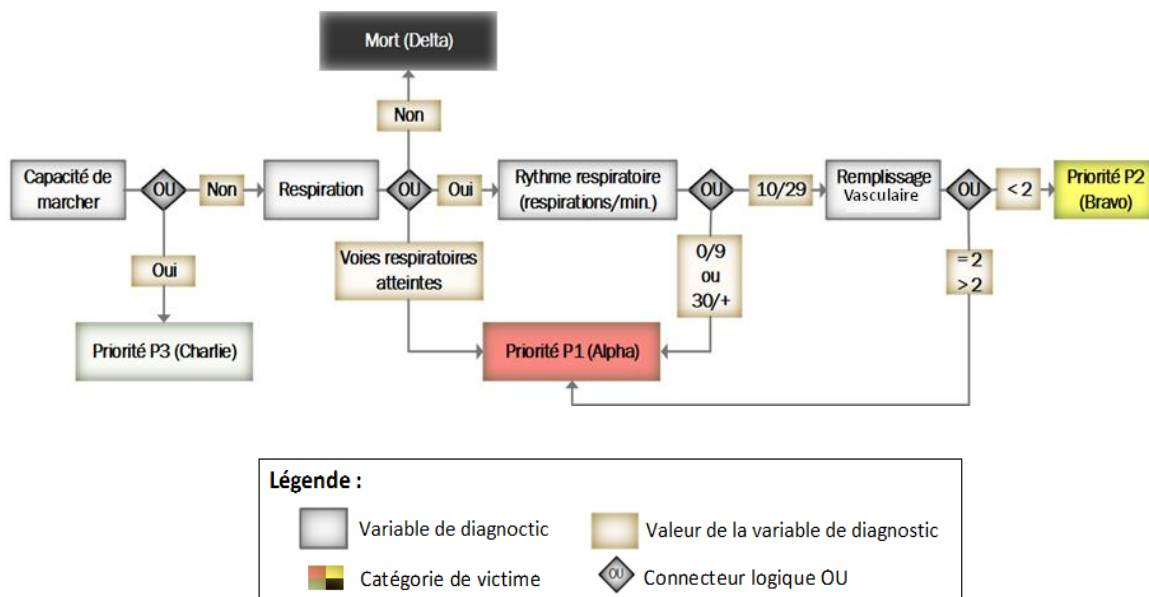 Mort (Delta)
Non
Capacité de
marcher
OU
Non
Respiration
OU
Oui
Rythme respiratoire
(respirations/min.)
OU
10/29
Remplissage
Vasculaire
OU
< 2
Priorité P2
(Bravo)
Oui
Voies respiratoires
atteintes
0/9
ou
30/+
= 2
> 2
Priorité P3 (Charlie)
Priorité P1 (Alpha)
Légende :
Variable de diagnoctic
Valeur de la variable de diagnostic
Catégorie de victime
OU
Connecteur logique OU